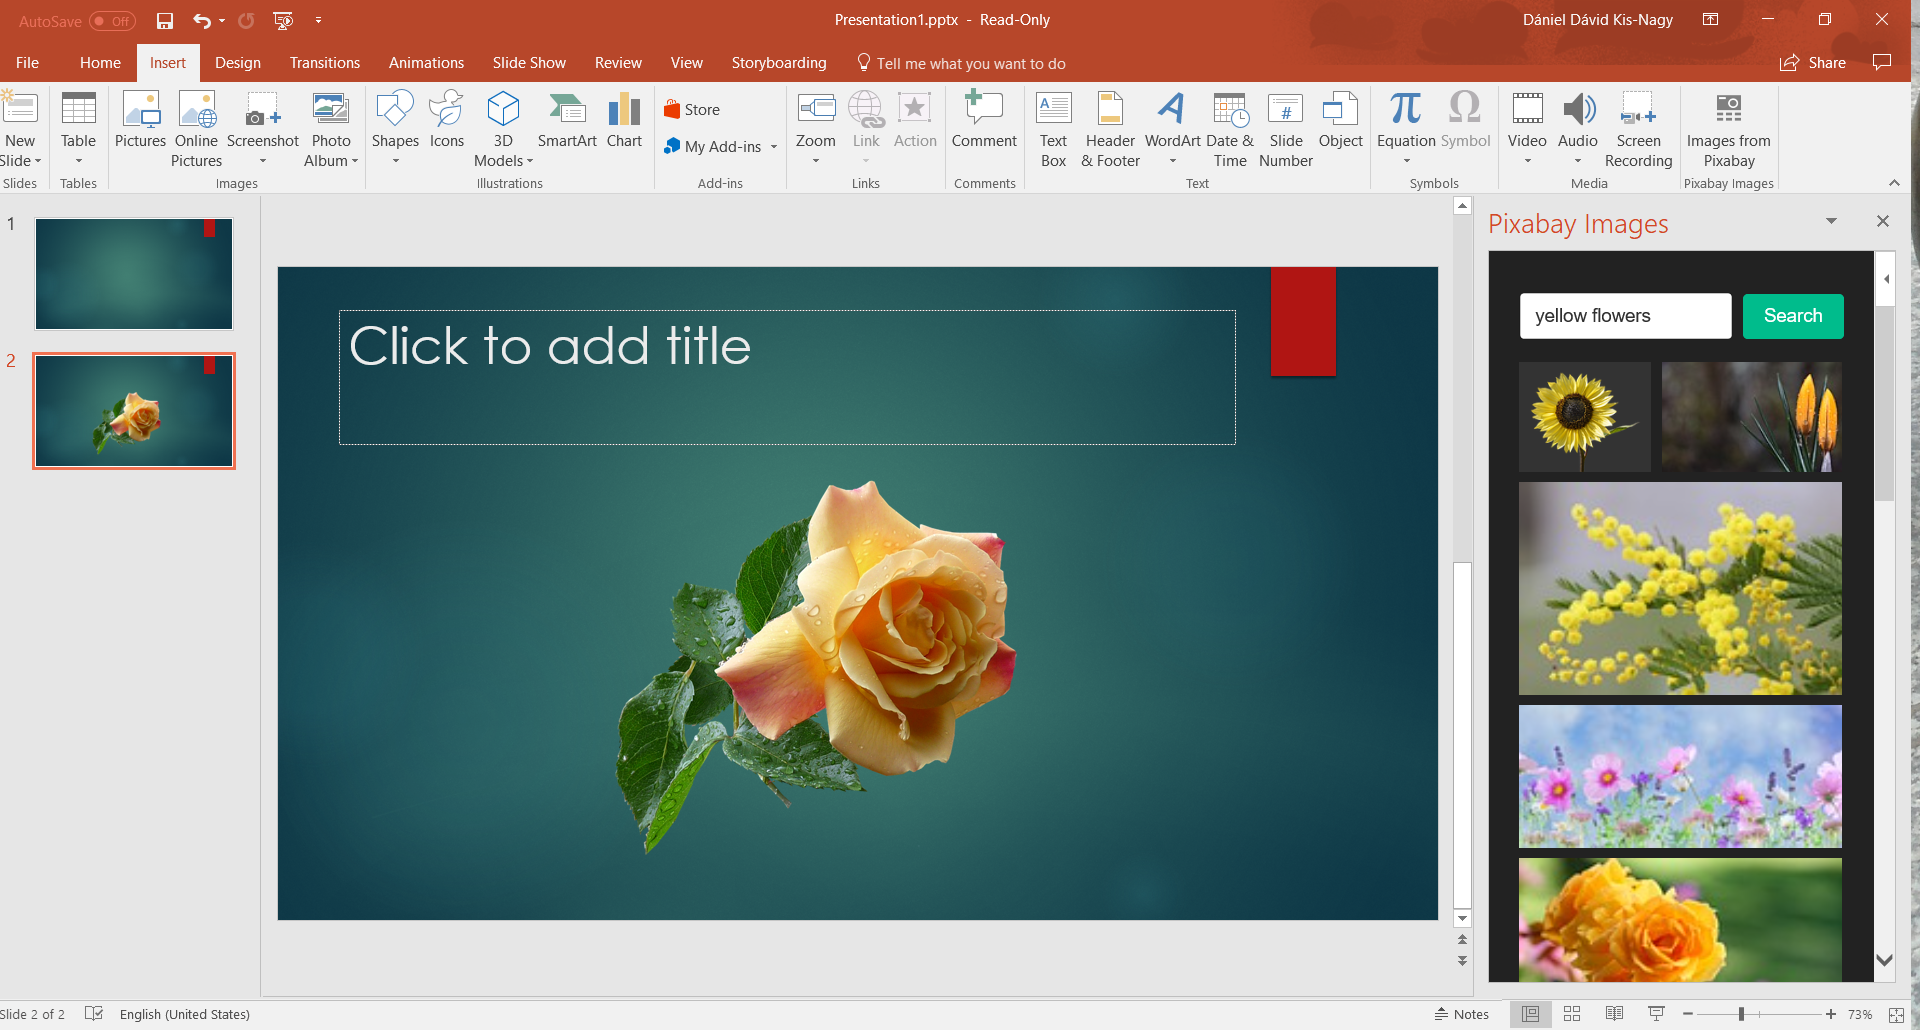 AutoSave Off
Presentation1.pptx - Read-Only
Dániel Dávid Kis-Nagy
File Home Insert Design Transitions Animations Slide Show Review View Storyboarding Tell me what you want to do Share
New Slide
Table
Pictures
Online Pictures
Screenshot
Photo Album
Shapes
Icons
3D Models
SmartArt
Chart
Store
My Add-ins
Zoom
Link
Action
Comment
Text Box
Header & Footer
WordArt
Date & Time
Slide Number
Object
Equation
Symbol
Video
Audio
Screen Recording
Images from Pixabay
Slides Tables Images Illustrations Add-ins Links Comments Text Symbols Media Pixabay Images
1
2
Click to add title
Pixabay Images
yellow flowers Search
Slide 2 of 2 English (United States) Notes 73%